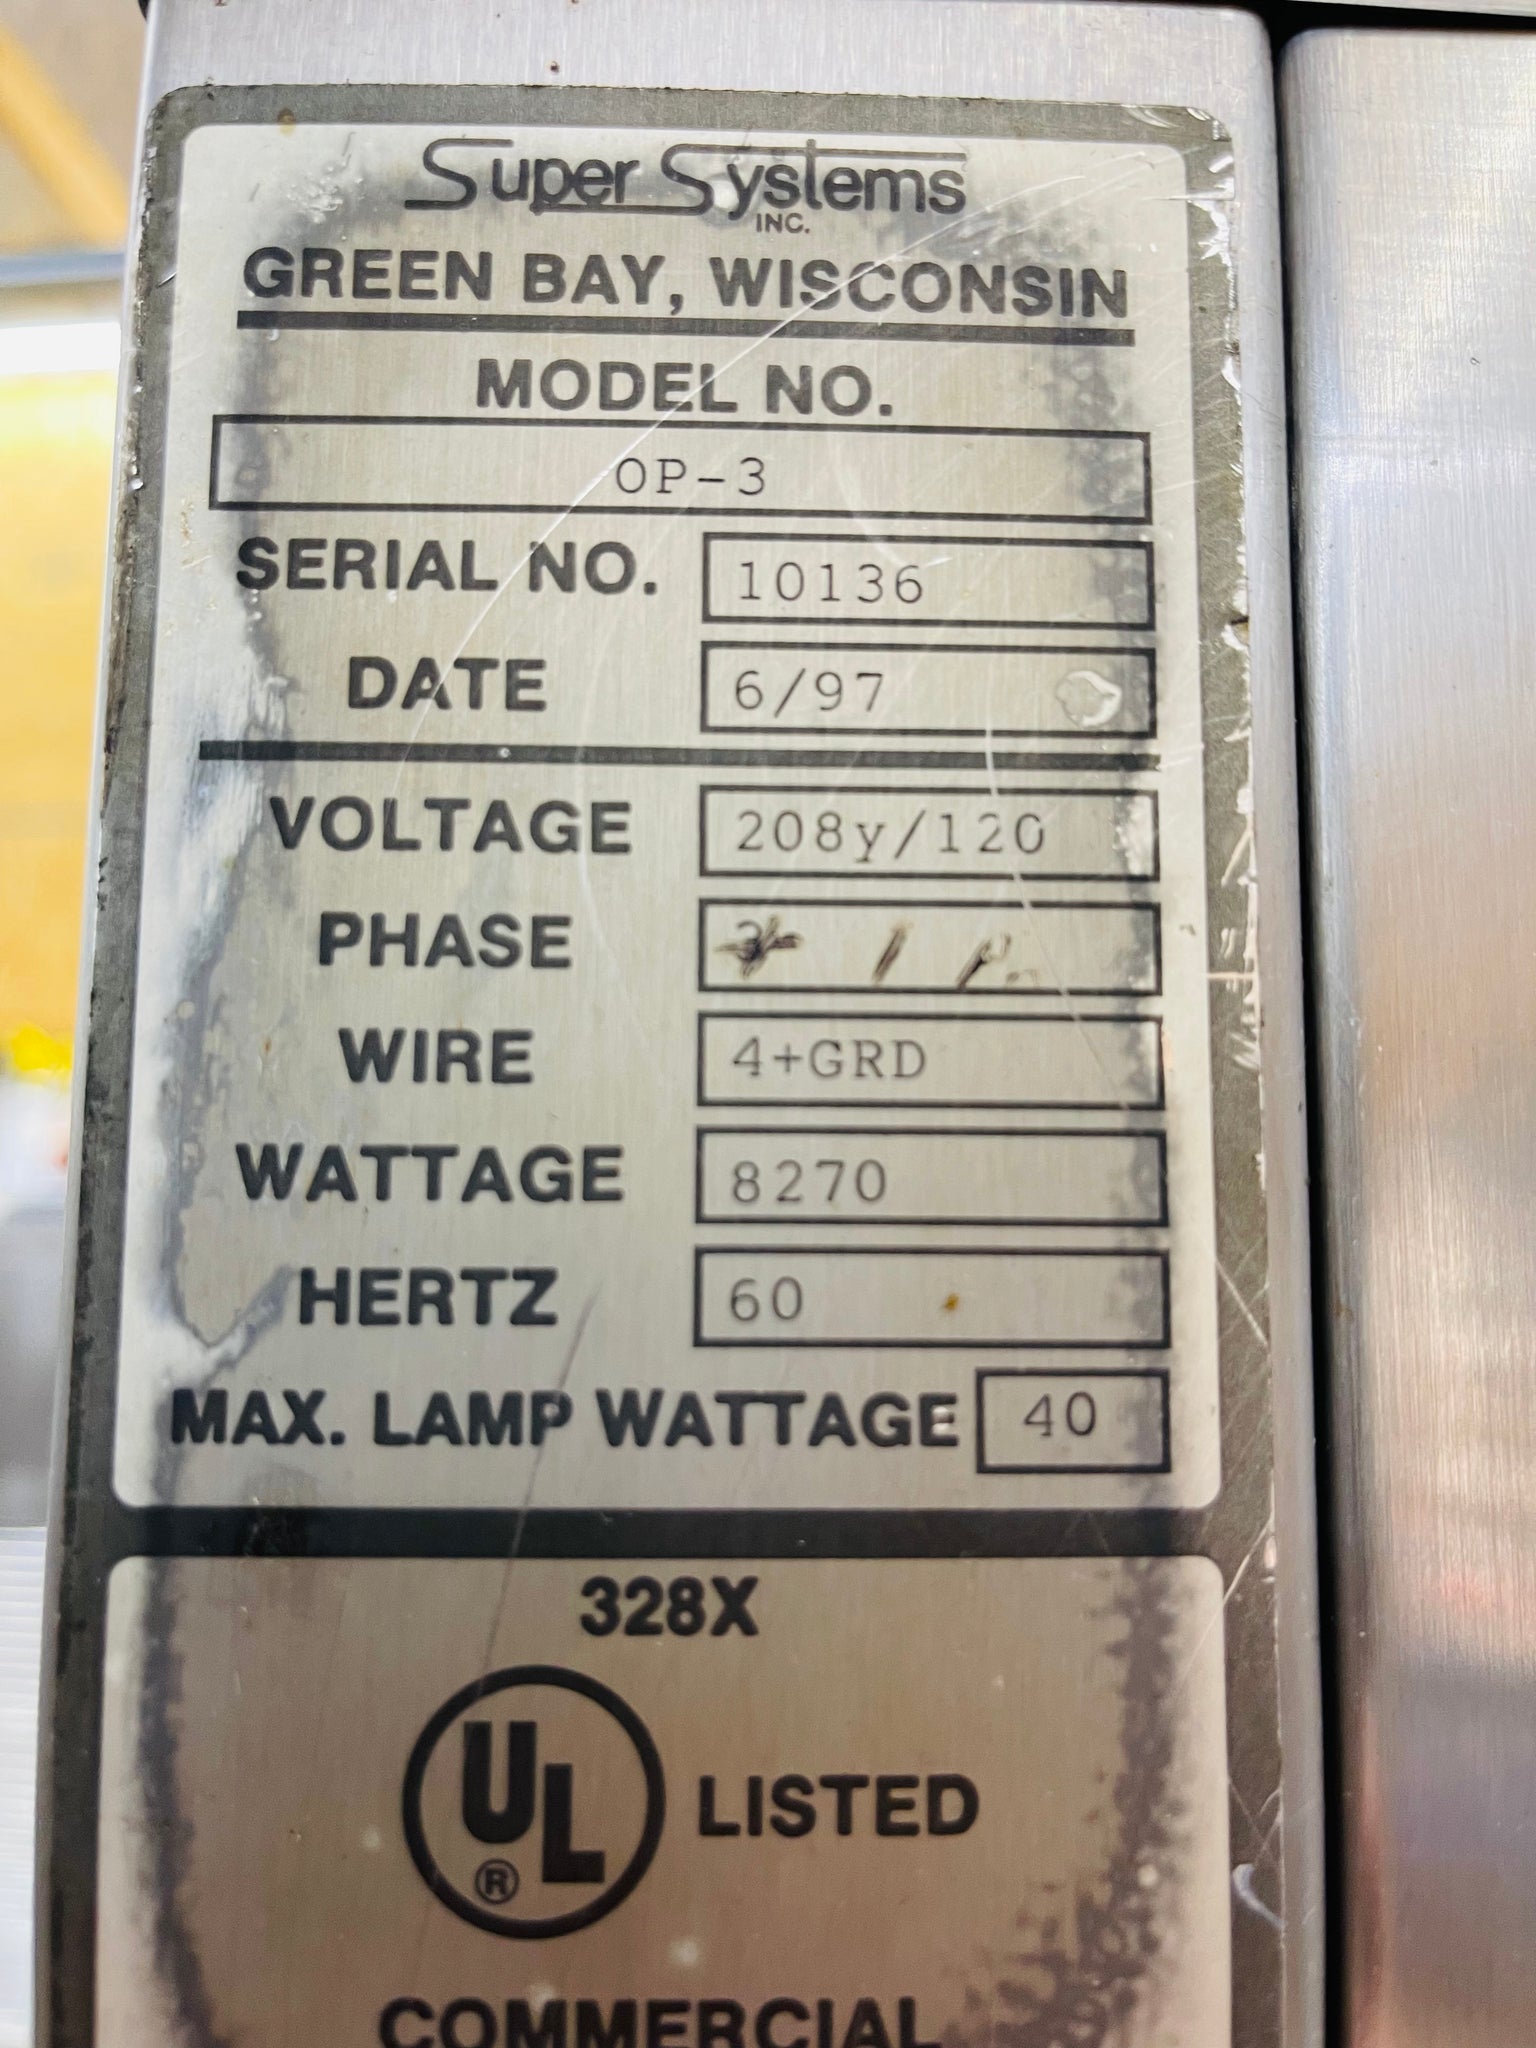 Super Systems
INC.
GREEN BAY, WISCONSIN
MODEL NO.
OP-3
SERIAL NO. 10136
DATE 6/97
VOLTAGE 208y/120
PHASE 1
WIRE 4+GRD
WATTAGE 8270
HERTZ 60
MAX. LAMP WATTAGE 40
328X
UL
®
LISTED
COMMERCIAL